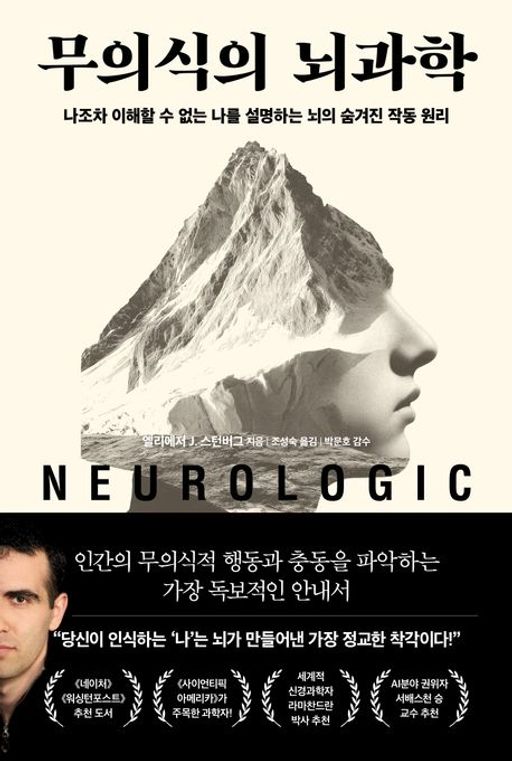 무의식의 뇌과학
나조차 이해할 수 없는 나를 설명하는 뇌의 숨겨진 작동 원리
엘리에저 J. 스턴버그 지음 | 조성숙 옮김 | 박문호 감수
NEUROLOGIC
인간의 무의식적 행동과 충동을 파악하는
가장 독보적인 안내서
“당신이 인식하는 ‘나’는 뇌가 만들어낸 가장 정교한 착각이다!”
《네이처》
《워싱턴포스트》
추천 도서
《사이언티픽
아메리카》가
주목한 과학자!
세계적
신경과학자
라마찬드란
박사 추천
AI분야 권위자
서배스천 승
교수 추천